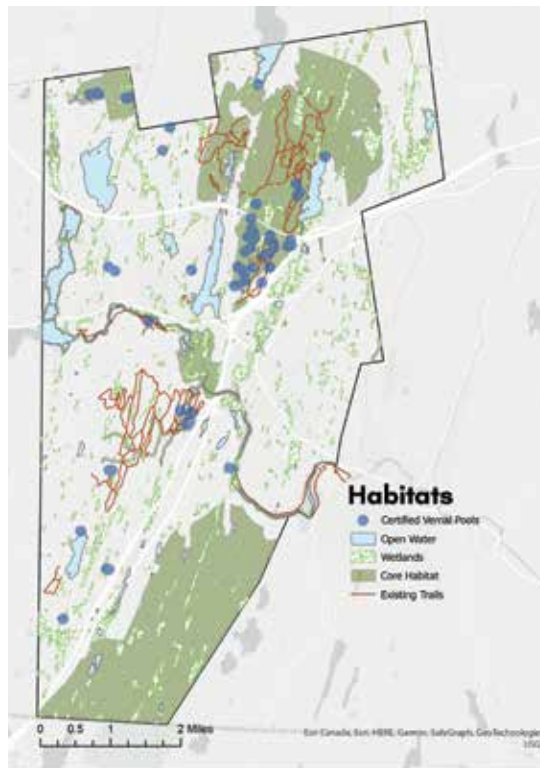 Habitats
Certified Vernal Pools
Open Water
Wetlands
Core Habitat
Existing Trails
0 0.5 1 2 Miles
Esri Canada, Esri, HERE, Garmin, SafeGraph, GeoTechnologies